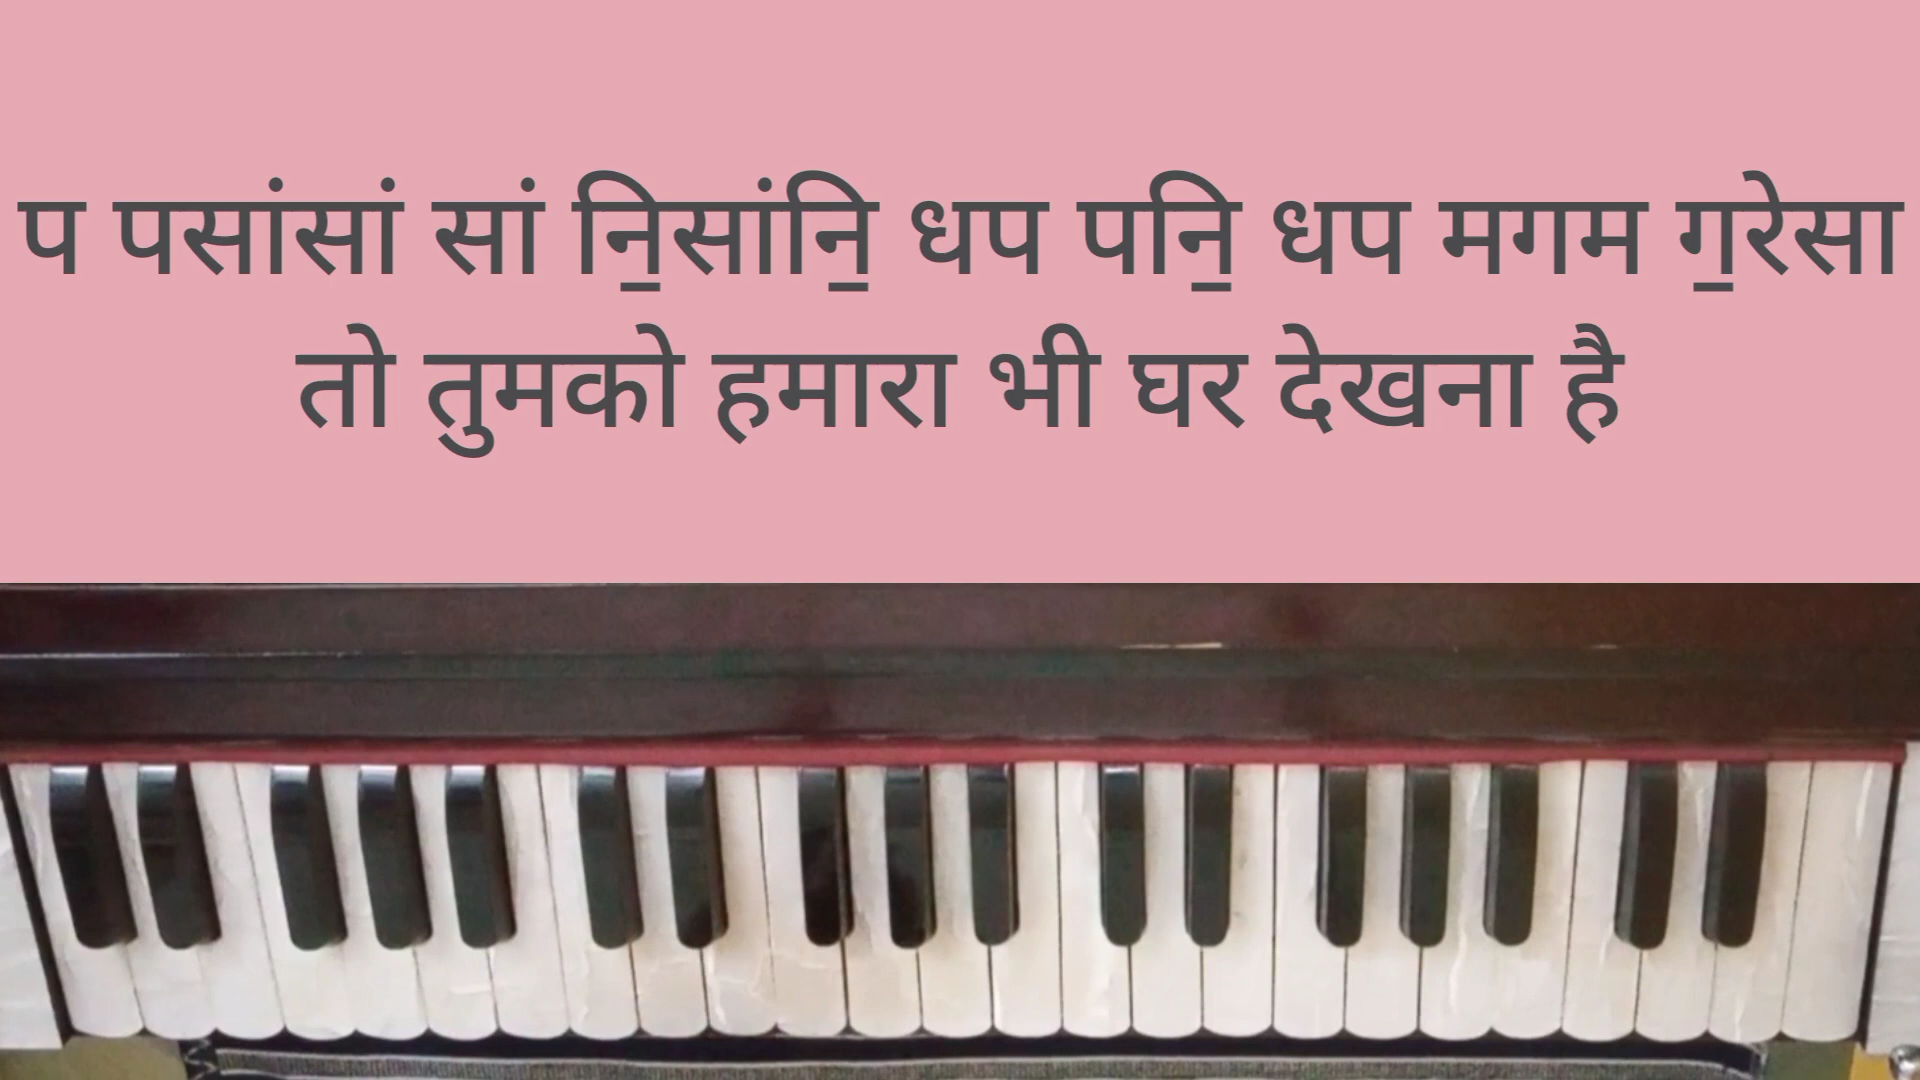 प पसांसां सां नि॒सांनि॒ धप पनि॒ धप मगम ग॒रेसा
तो तुमको हमारा भी घर देखना है